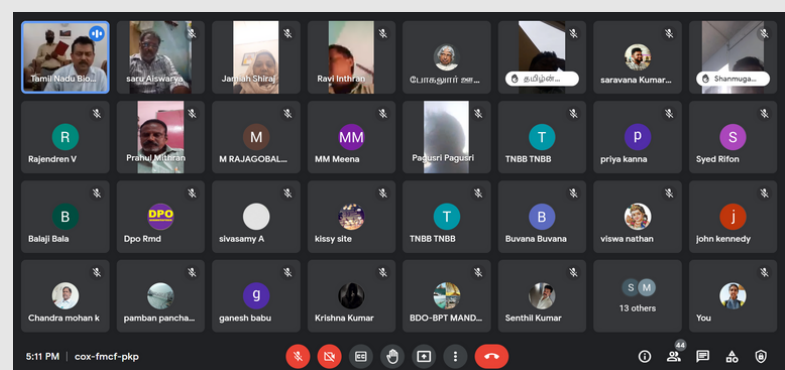 Tamil Nadu Bio...
saru Aiswarya
Jamilah Shiraj
Ravi Inthran
போகலூர் ஊ...
தமிழ்ன்...
saravana Kumar...
Shanmuga...
R
Rajendren V
Prahul Mithran
M
M RAJAGOBAL...
MM
MM Meena
Pagusri Pagusri
T
TNBB TNBB
P
priya kanna
S
Syed Rifon
B
Balaji Bala
DPO
Dpo Rmd
sivasamy A
kissy site
T
TNBB TNBB
B
Buvana Buvana
viswa nathan
j
john kennedy
Chandra mohan k
pamban pancha...
g
ganesh babu
Krishna Kumar
BDO-BPT MAND...
Senthil Kumar
S M
13 others
You
5:11 PM | cox-fmcf-pkp
CC
44